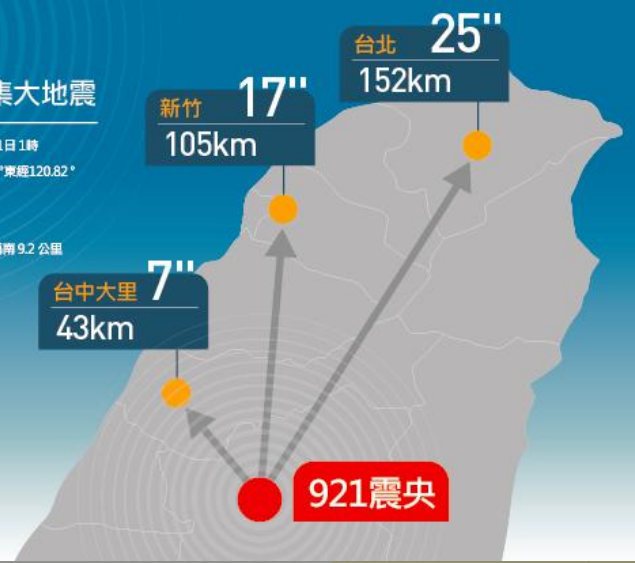 台北 25"
152km
集大地震
新竹 17"
105km
1日1時
°東經120.82°
南 9.2 公里
台中大里 7"
43km
921震央